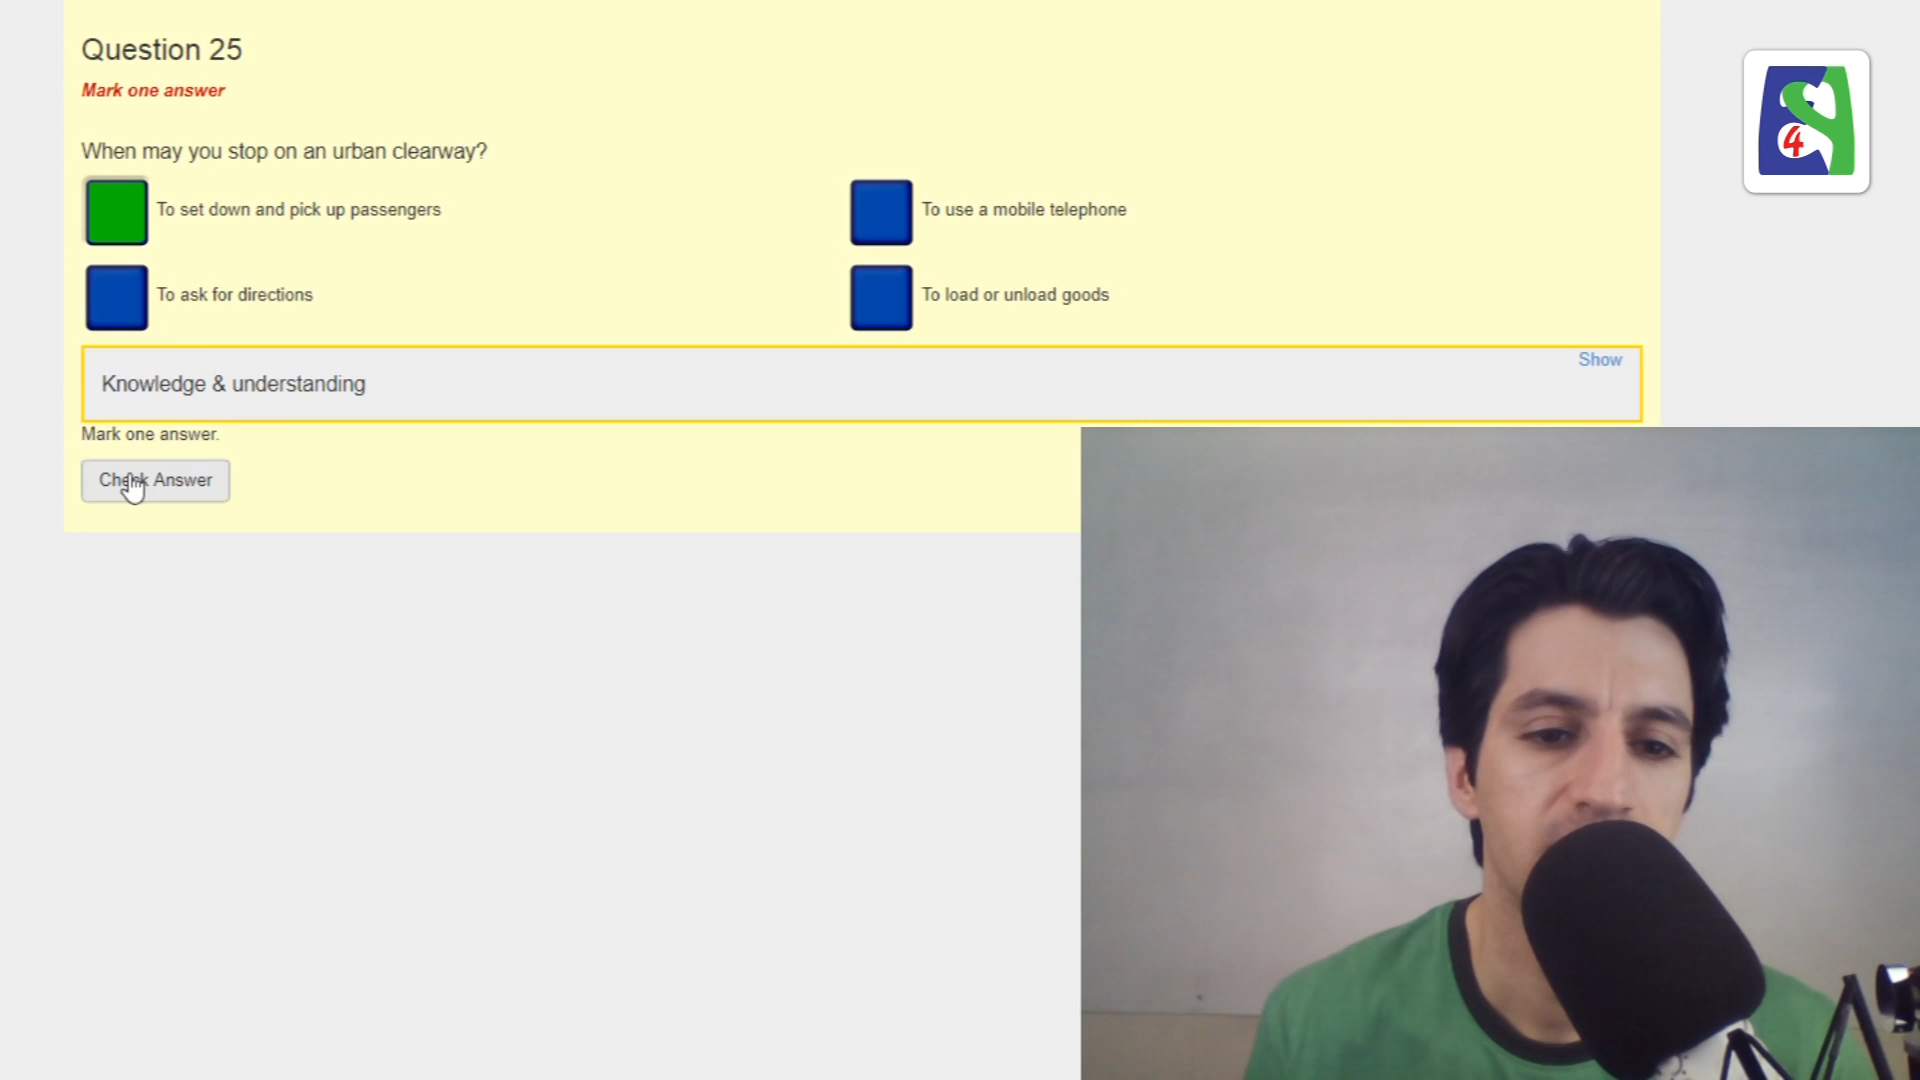 Question 25
Mark one answer
When may you stop on an urban clearway?
To set down and pick up passengers
To use a mobile telephone
To ask for directions
To load or unload goods
Show
Knowledge & understanding
Mark one answer.
Check Answer
4